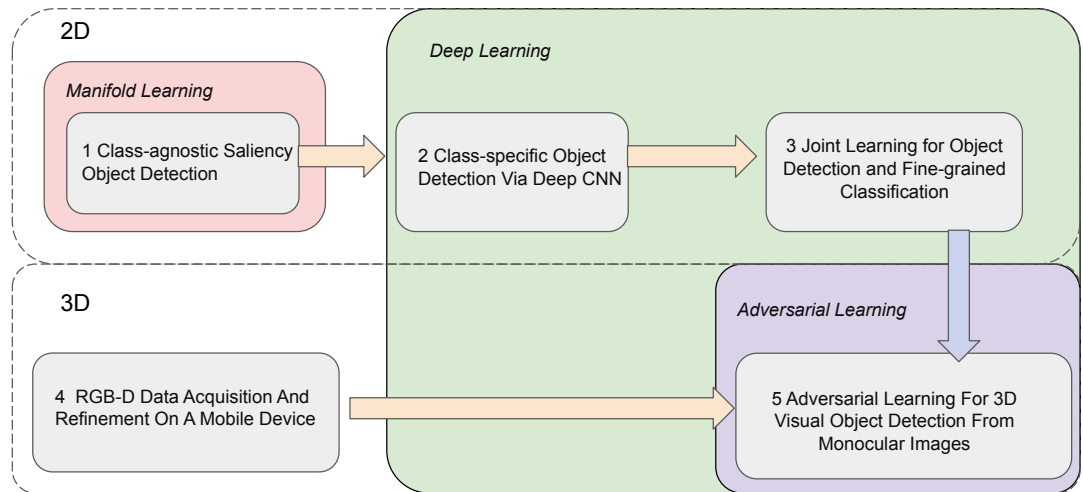 2D
Deep Learning
Manifold Learning
1 Class-agnostic Saliency
Object Detection
2 Class-specific Object
Detection Via Deep CNN
3 Joint Learning for Object
Detection and Fine-grained
Classification
3D
Adversarial Learning
4 RGB-D Data Acquisition And
Refinement On A Mobile Device
5 Adversarial Learning For 3D
Visual Object Detection From
Monocular Images